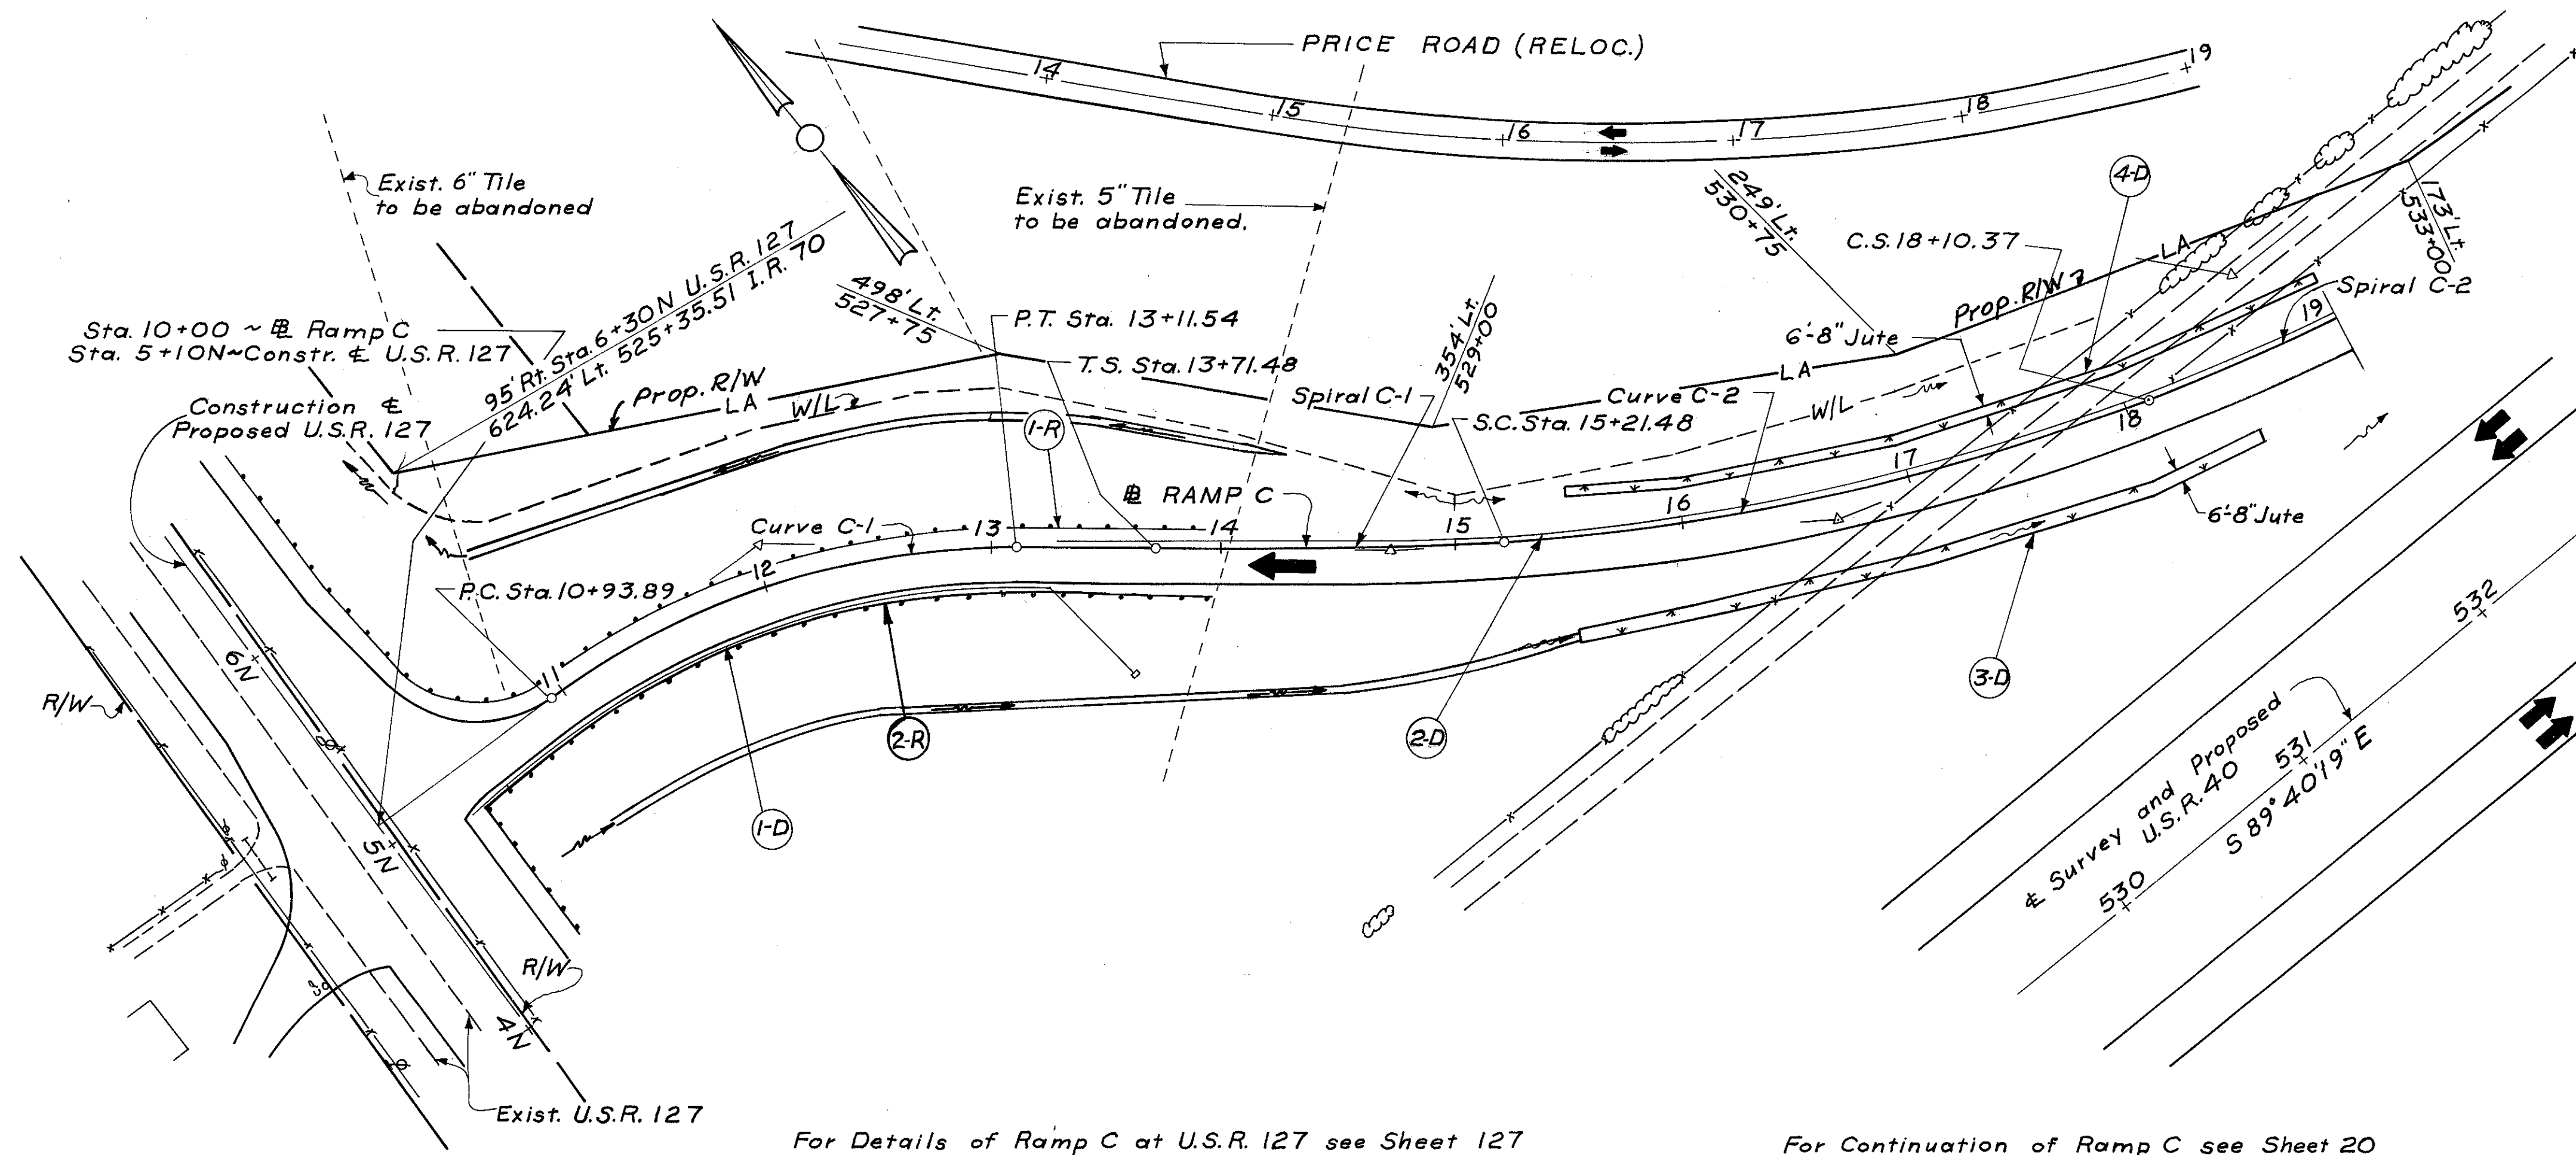 PRICE ROAD (RELOC.)
14
15
16
17
18
19
Exist. 6" Tile
to be abandoned
Exist. 5" Tile
to be abandoned.
95' Rt. Sta. 6+30N U.S.R. 127
624.24' Lt. 525+35.51 I.R. 70
498' Lt.
527+75
249' Lt.
530+75
173' Lt.
533+00
354' Lt.
529+00
4-D
C.S. 18+10.37
Prop. R/W
LA
Spiral C-2
Sta. 10+00 ~ BL Ramp C
Sta. 5+10N ~ Constr. CL U.S.R. 127
P.T. Sta. 13+11.54
T.S. Sta. 13+71.48
6'-8" Jute
LA
Construction CL
Proposed U.S.R. 127
Prop. R/W
LA
W/L
Spiral C-1
Curve C-2
S.C. Sta. 15+21.48
W/L
1-R
BL RAMP C
Curve C-1
11
12
13
14
15
16
17
18
19
6'-8" Jute
P.C. Sta. 10+93.89
R/W
6N
5N
4N
2-R
2-D
3-D
1-D
532
531
530
CL Survey and Proposed
U.S.R. 40
S 89° 40' 19" E
R/W
Exist. U.S.R. 127
For Details of Ramp C at U.S.R. 127 see Sheet 127
For Continuation of Ramp C see Sheet 20